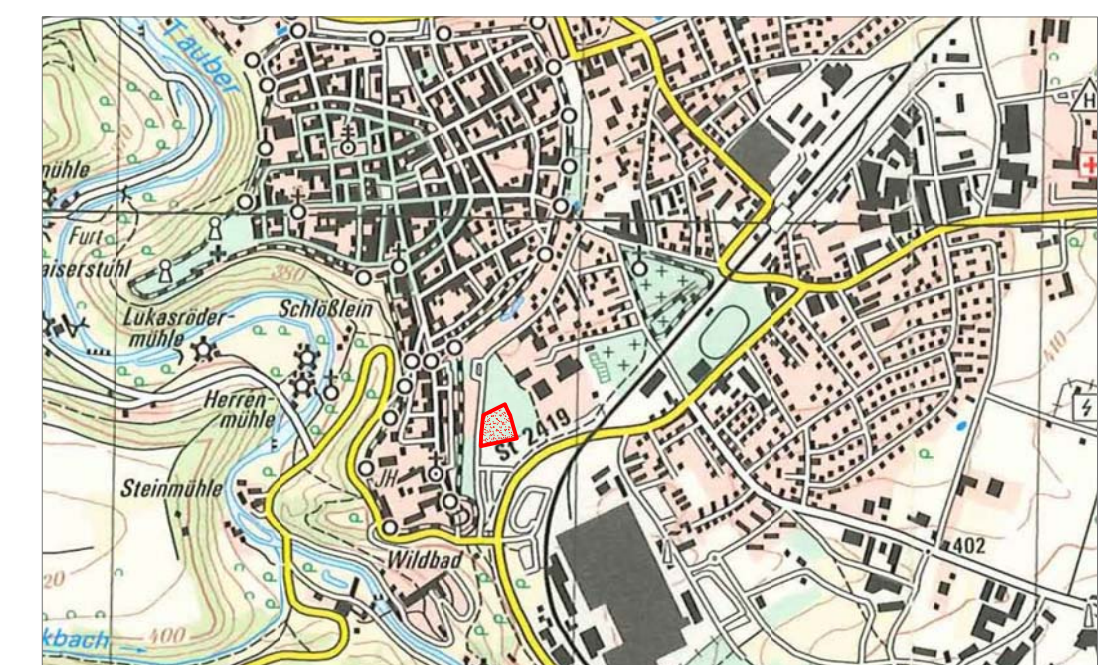 Tauber
H
mühle
Furt
aiserstuhl
380
Schlößlein
Lukasröder-
mühle
410
Herren-
mühle
St 2419
JH
Steinmühle
Wildbad
402
20
kbach
400